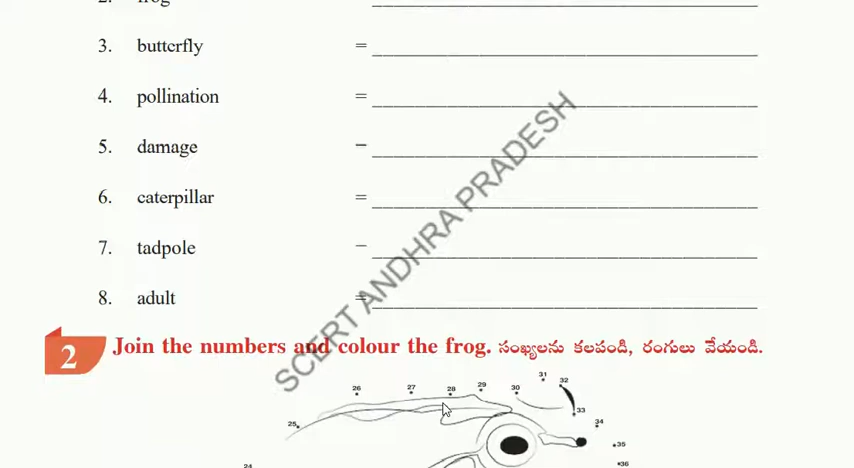 2. frog
3. butterfly =
4. pollination =
5. damage =
6. caterpillar =
7. tadpole =
8. adult =
2 Join the numbers and colour the frog. సంఖ్యలను కలపండి, రంగులు వేయండి.
SCERT ANDHRA PRADESH
31
32
26 27 28 29 30
33
25 34
35
24 36